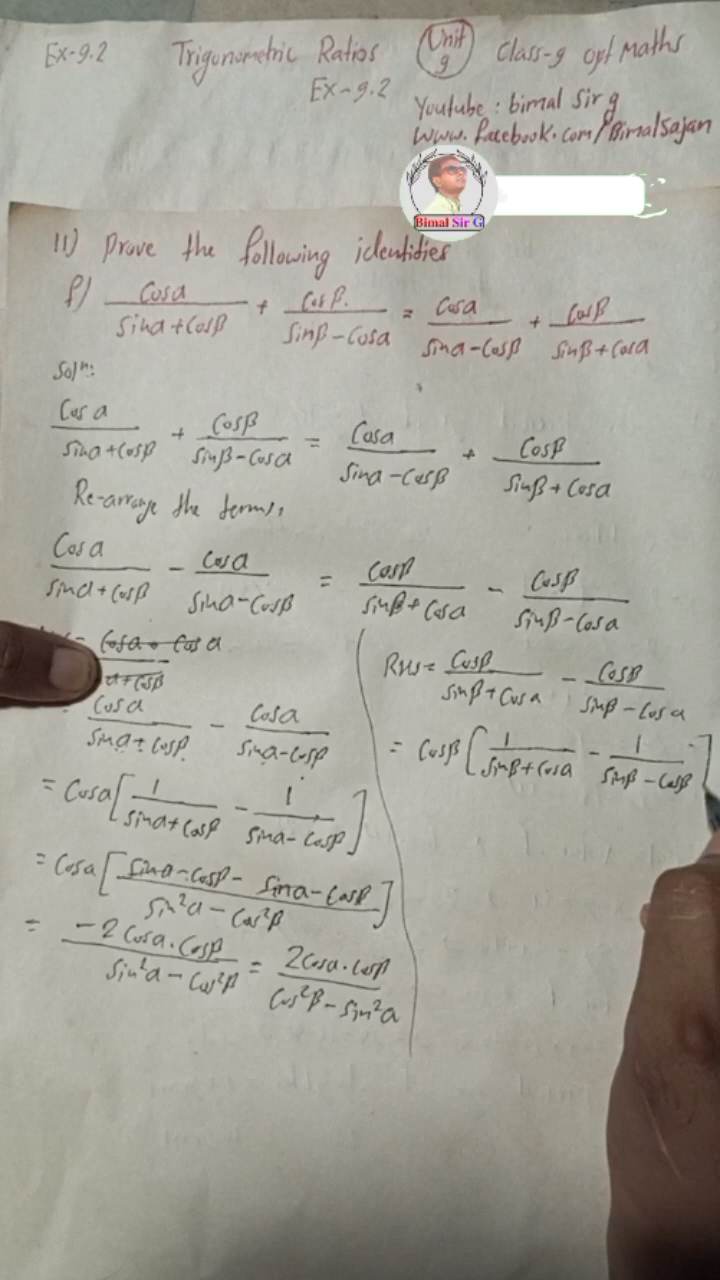 Ex-9.2 Trigunometric Ratios Unit 9 Class-9 opt Maths
Ex-9.2
Youtube : bimal Sir g
www.facebook.com/Bimalsajan
Bimal Sir G
11) Prove the following identities
f) Cosα/(Sinα+Cosβ) + Cosβ/(Sinβ-Cosα) = Cosα/(Sinα-Cosβ) + Cosβ/(Sinβ+Cosα)
Solⁿ:
Cosα/(Sinα+Cosβ) + Cosβ/(Sinβ-Cosα) = Cosα/(Sinα-Cosβ) + Cosβ/(Sinβ+Cosα)
Re-arrange the terms,
Cosα/(Sinα+Cosβ) - Cosα/(Sinα-Cosβ) = Cosβ/(Sinβ+Cosα) - Cosβ/(Sinβ-Cosα)
Cosα/(Sinα+Cosβ) - Cosα/(Sinα-Cosβ)
= Cosα[1/(Sinα+Cosβ) - 1/(Sinα-Cosβ)]
= Cosα[(Sinα-Cosβ-Sinα-Cosβ)/(Sin²α-Cos²β)]
= -2Cosα.Cosβ/(Sin²α-Cos²β) = 2Cosα.Cosβ/(Cos²β-Sin²α)
RHS = Cosβ/(Sinβ+Cosα) - Cosβ/(Sinβ-Cosα)
= Cosβ[1/(Sinβ+Cosα) - 1/(Sinβ-Cosβ)]